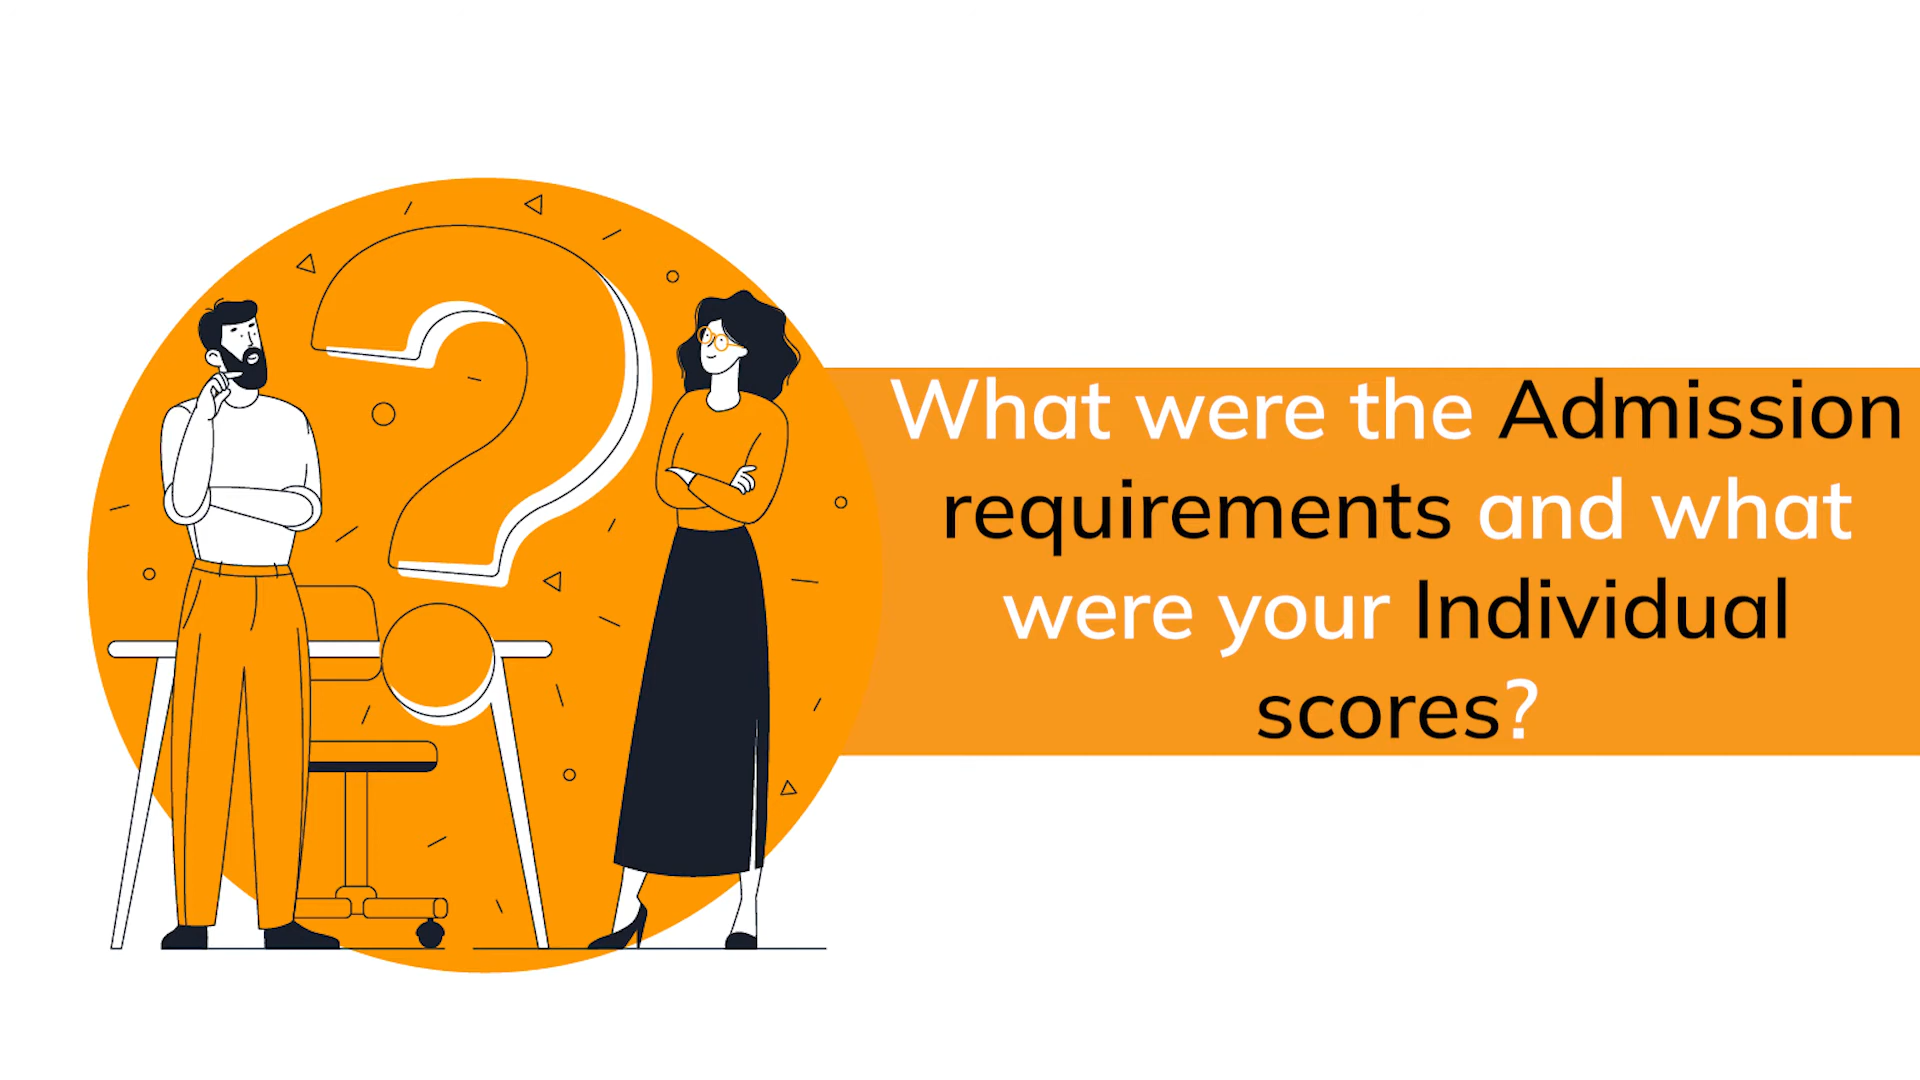 What were the Admission
requirements and what
were your Individual
scores?